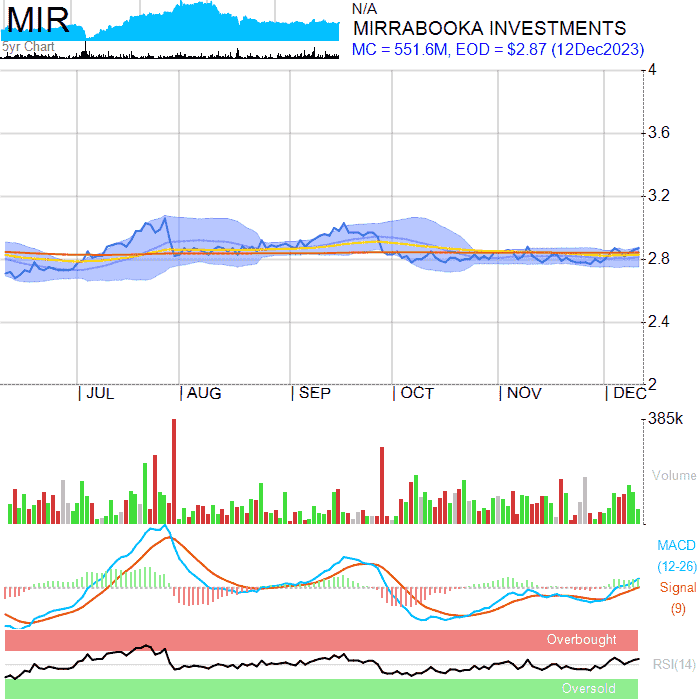 MIR
5yr Chart
N/A
MIRRABOOKA INVESTMENTS
MC = 551.6M, EOD = $2.87 (12Dec2023)
4
3.6
3.2
2.8
2.4
2
JUL
AUG
SEP
OCT
NOV
DEC
385k
Volume
MACD
(12-26)
Signal
(9)
Overbought
RSI(14)
Oversold